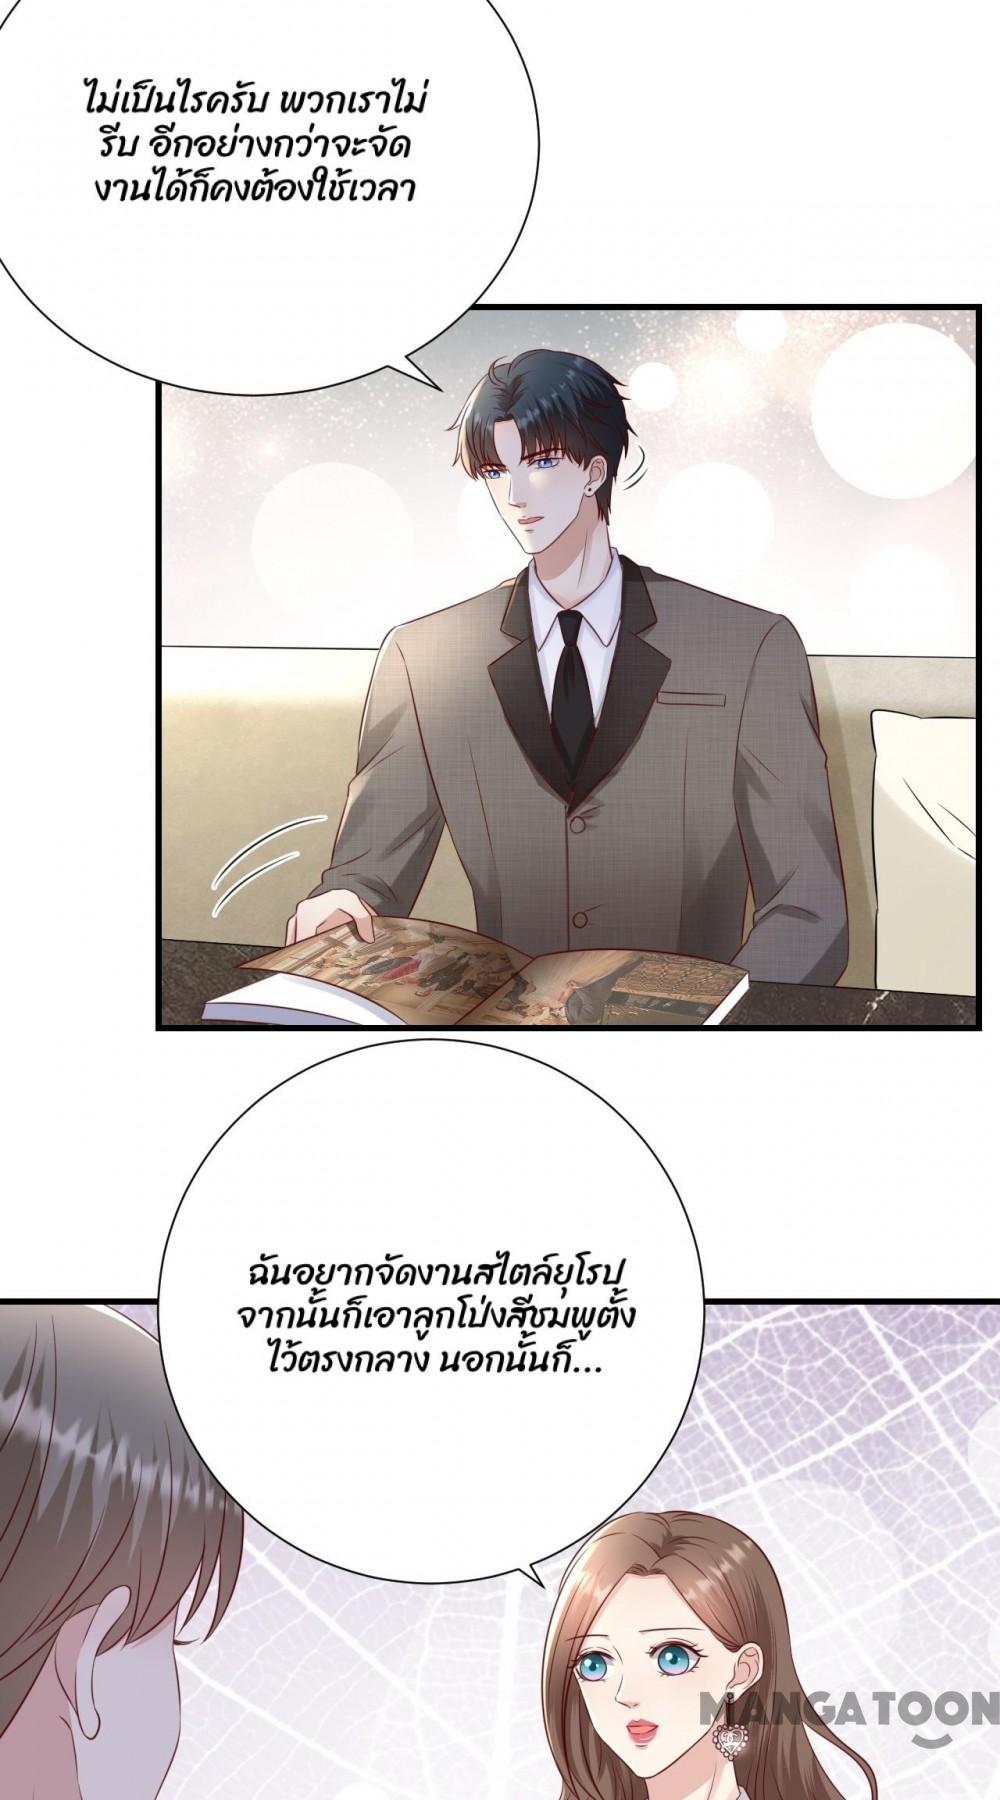 ไม่เป็นไรครับ พวกเราไม่
รีบ อีกอย่างกว่าจะจัด
งานได้ก็คงต้องใช้เวลา
ฉันอยากจัดงานสไตล์ยุโรป
จากนั้นก็เอาลูกโป่งสีชมพูตั้ง
ไว้ตรงกลาง นอกนั้นก็...
MANGATOON